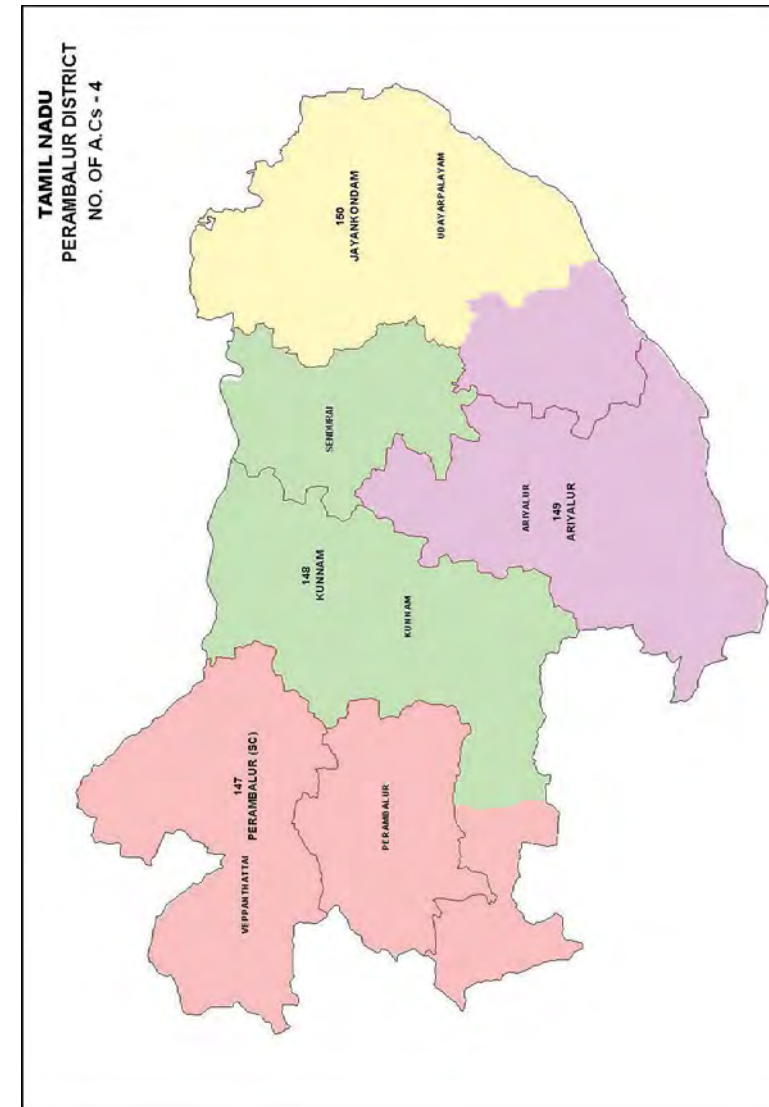 TAMIL NADU
PERAMBALUR DISTRICT
NO. OF A.Cs - 4
147
PERAMBALUR (SC)
VEPPANTHATTAI
PERAMBALUR
148
KUNNAM
KUNNAM
SENDURAI
ARIYALUR
149
ARIYALUR
150
JAYANKONDAM
UDAYARPALAYAM